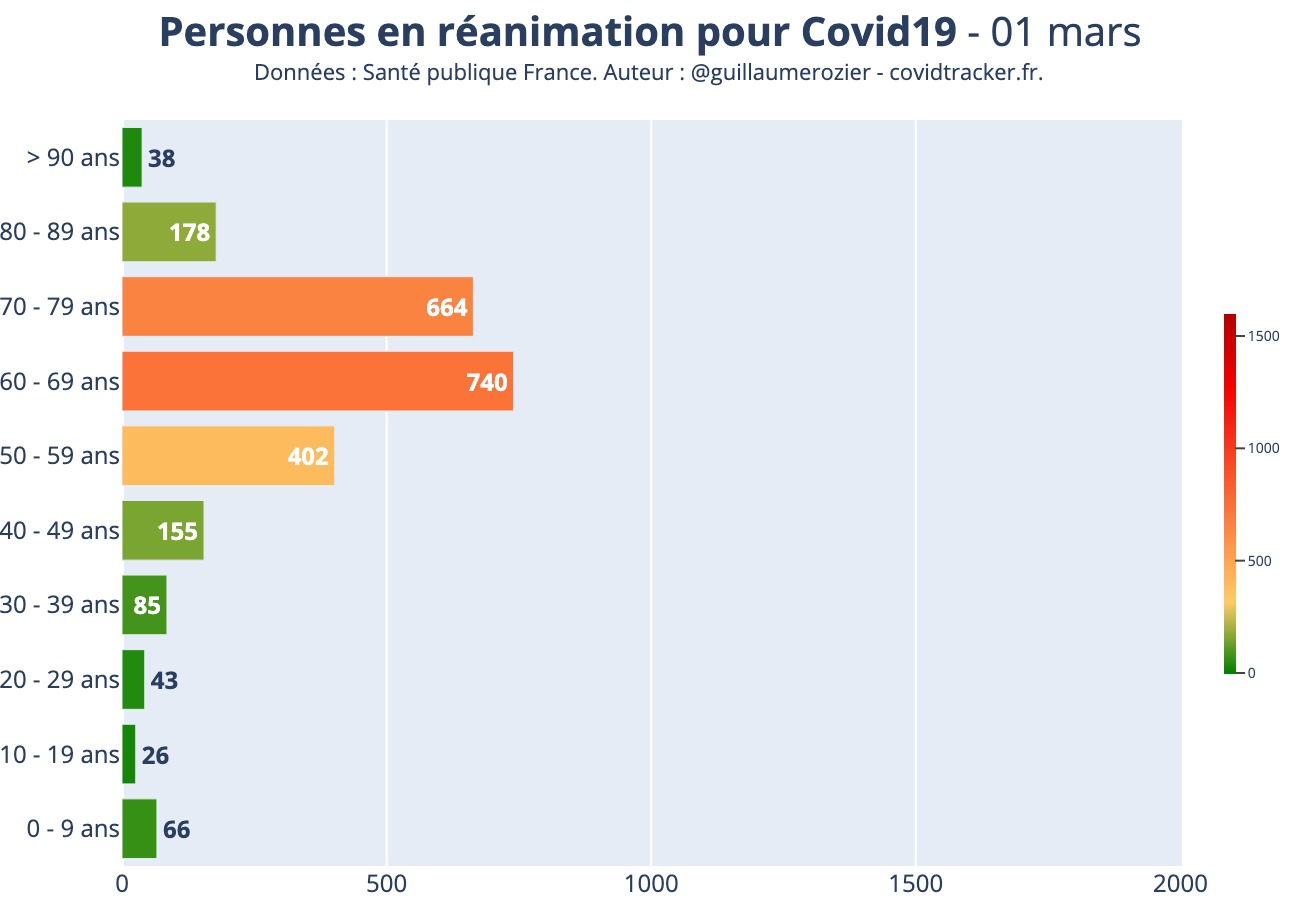 Personnes en réanimation pour Covid19 - 01 mars
Données : Santé publique France. Auteur : @guillaumerozier - covidtracker.fr.
> 90 ans 38
80 - 89 ans 178
70 - 79 ans 664
60 - 69 ans 740
50 - 59 ans 402
40 - 49 ans 155
30 - 39 ans 85
20 - 29 ans 43
10 - 19 ans 26
0 - 9 ans 66
0 500 1000 1500 2000
1500
1000
500
0